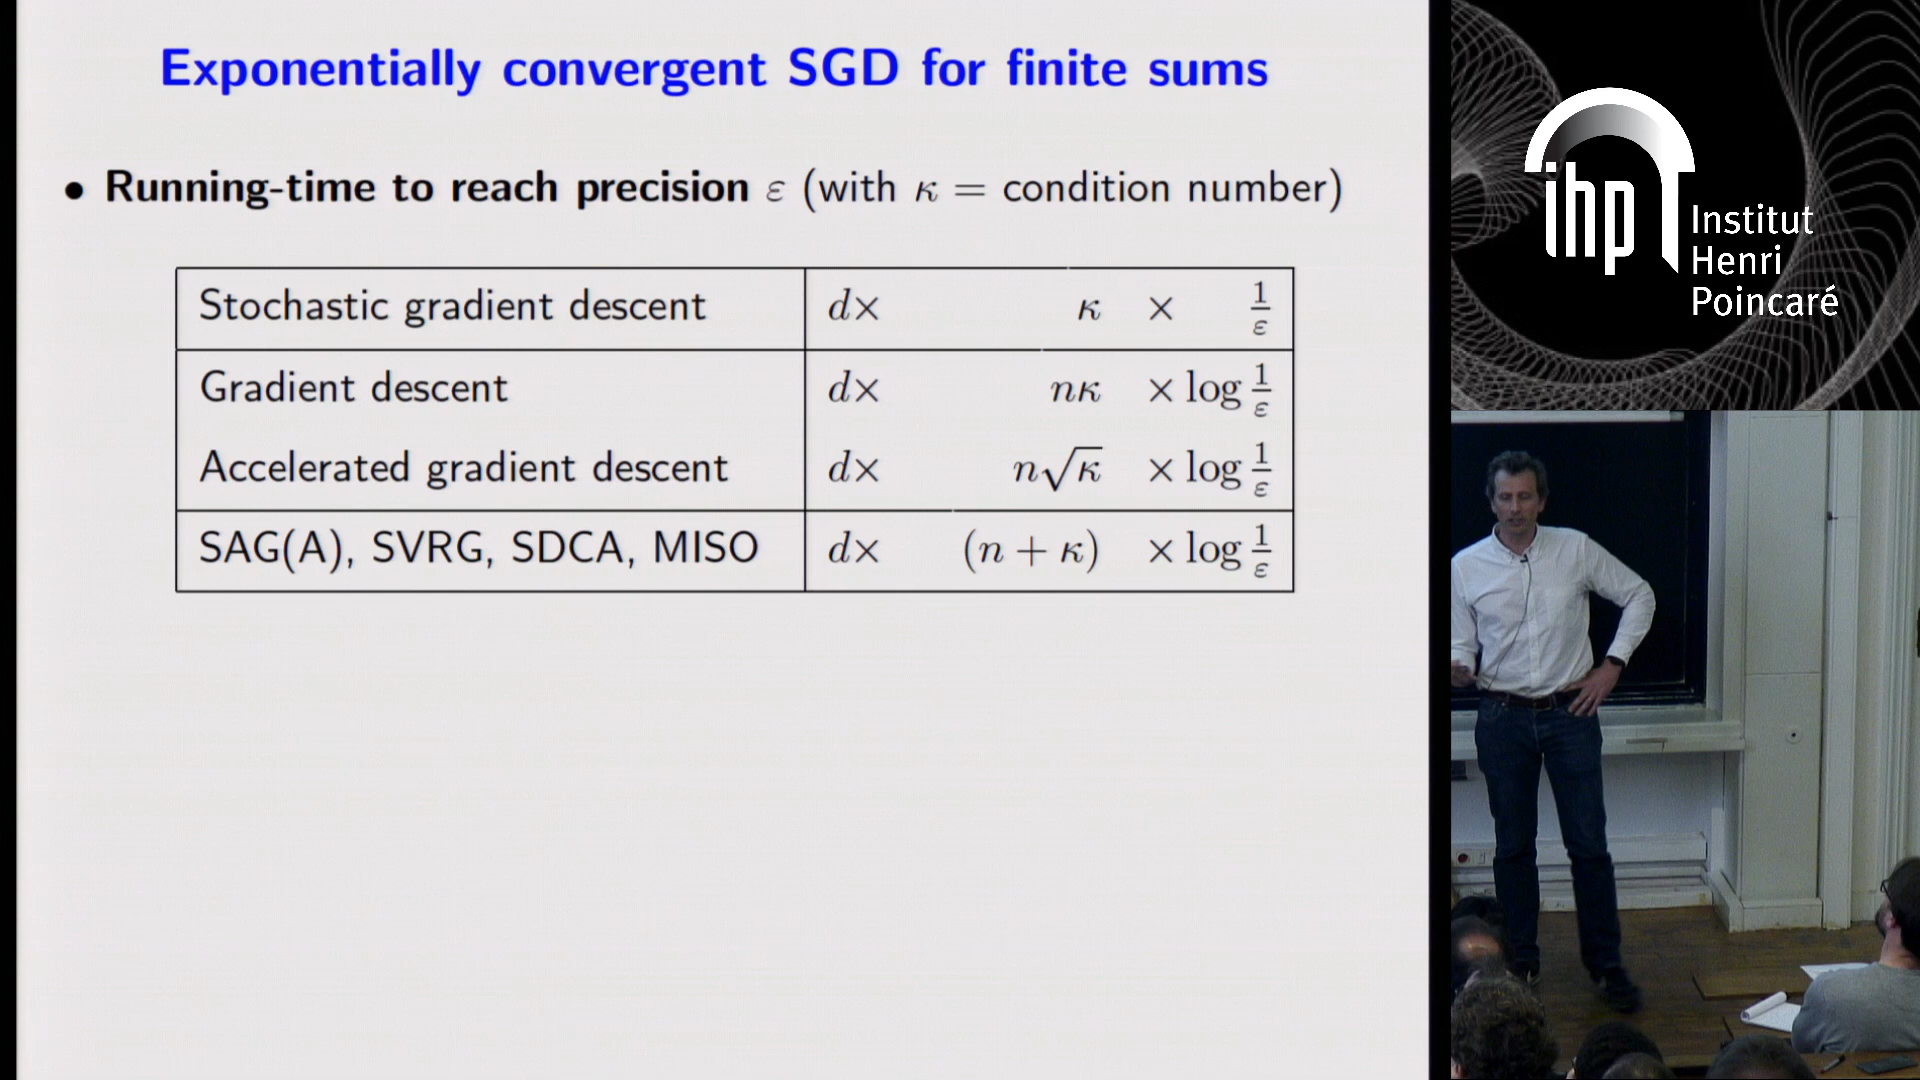 Exponentially convergent SGD for finite sums
• Running-time to reach precision ε (with κ = condition number)
Stochastic gradient descent d× κ × 1/ε
Gradient descent d× nκ × log 1/ε
Accelerated gradient descent d× n√κ × log 1/ε
SAG(A), SVRG, SDCA, MISO d× (n + κ) × log 1/ε
ihp
Institut
Henri
Poincaré